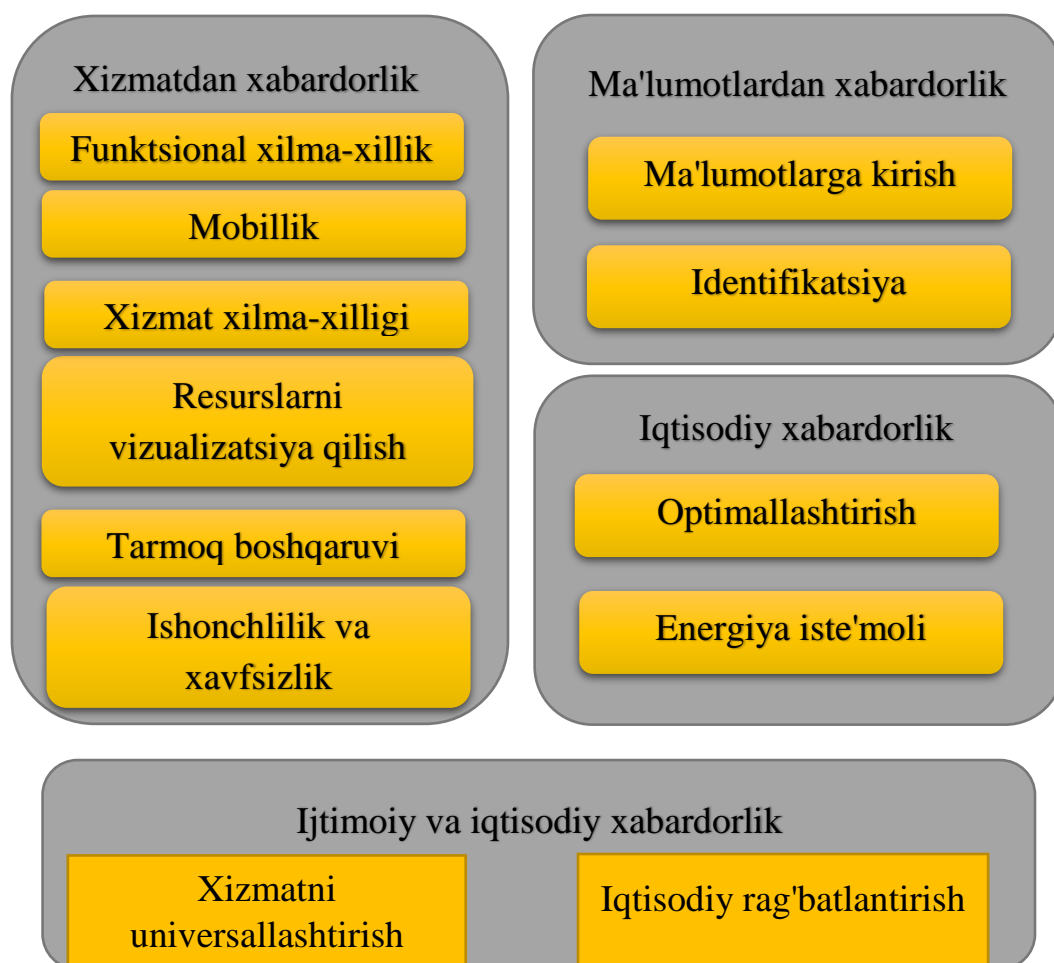 Xizmatdan xabardorlik
Funktsional xilma-xillik
Mobillik
Xizmat xilma-xilligi
Resurslarni
vizualizatsiya qilish
Tarmoq boshqaruvi
Ishonchlilik va
xavfsizlik
Ma'lumotlardan xabardorlik
Ma'lumotlarga kirish
Identifikatsiya
Iqtisodiy xabardorlik
Optimallashtirish
Energiya iste'moli
Ijtimoiy va iqtisodiy xabardorlik
Xizmatni
universallashtirish
Iqtisodiy rag'batlantirish